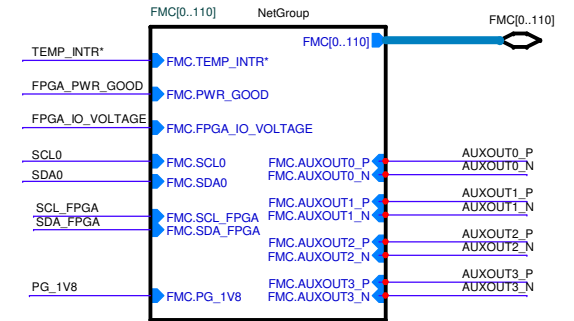 FMC[0..110] NetGroup
FMC[0..110]
FMC[0..110]
TEMP_INTR*
FMC.TEMP_INTR*
FPGA_PWR_GOOD
FMC.PWR_GOOD
FPGA_IO_VOLTAGE
FMC.FPGA_IO_VOLTAGE
SCL0
FMC.SCL0
SDA0
FMC.SDA0
SCL_FPGA
FMC.SCL_FPGA
SDA_FPGA
FMC.SDA_FPGA
PG_1V8
FMC.PG_1V8
FMC.AUXOUT0_P
AUXOUT0_P
FMC.AUXOUT0_N
AUXOUT0_N
FMC.AUXOUT1_P
AUXOUT1_P
FMC.AUXOUT1_N
AUXOUT1_N
FMC.AUXOUT2_P
AUXOUT2_P
FMC.AUXOUT2_N
AUXOUT2_N
FMC.AUXOUT3_P
AUXOUT3_P
FMC.AUXOUT3_N
AUXOUT3_N